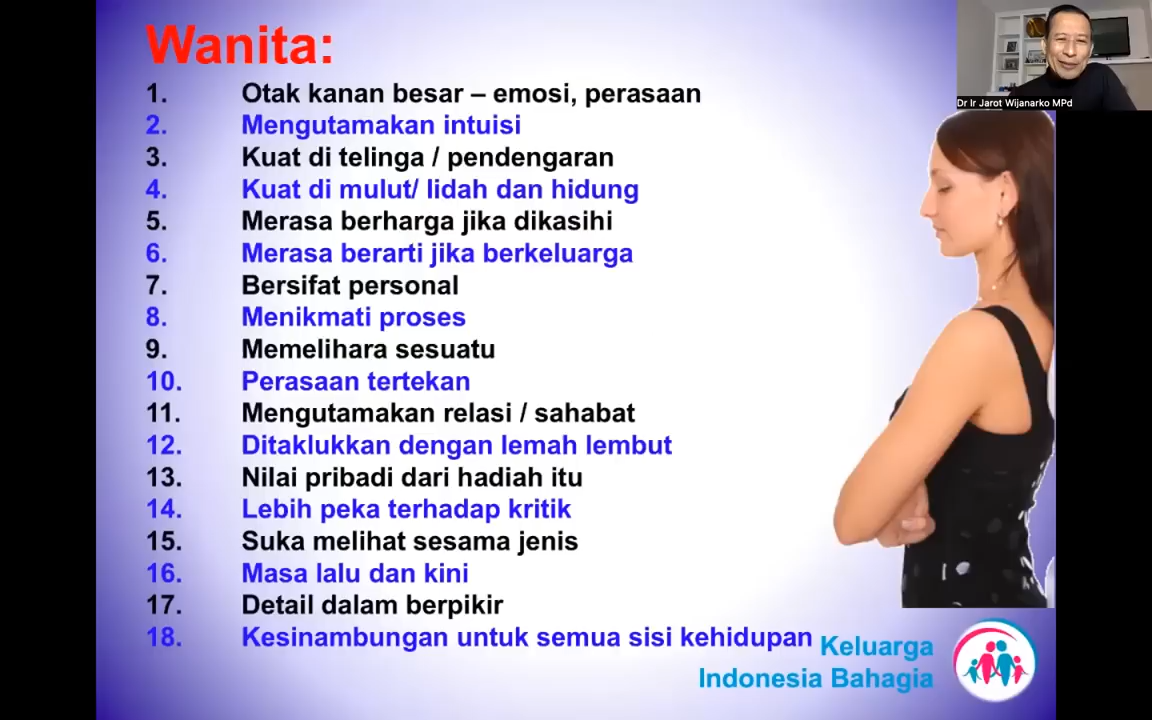 Wanita:
1. Otak kanan besar – emosi, perasaan
2. Mengutamakan intuisi
3. Kuat di telinga / pendengaran
4. Kuat di mulut/ lidah dan hidung
5. Merasa berharga jika dikasihi
6. Merasa berarti jika berkeluarga
7. Bersifat personal
8. Menikmati proses
9. Memelihara sesuatu
10. Perasaan tertekan
11. Mengutamakan relasi / sahabat
12. Ditaklukkan dengan lemah lembut
13. Nilai pribadi dari hadiah itu
14. Lebih peka terhadap kritik
15. Suka melihat sesama jenis
16. Masa lalu dan kini
17. Detail dalam berpikir
18. Kesinambungan untuk semua sisi kehidupan
Keluarga
Indonesia Bahagia
Dr Ir Jarot Wijanarko MPd